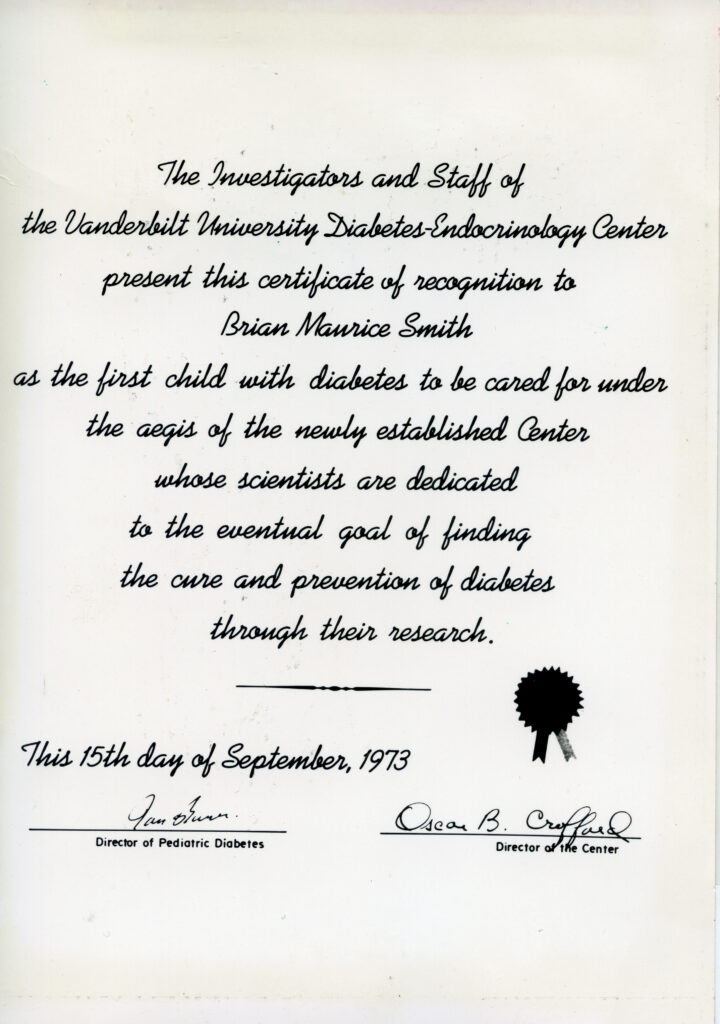 The Investigators and Staff of
the Vanderbilt University Diabetes-Endocrinology Center
present this certificate of recognition to
Brian Maurice Smith
as the first child with diabetes to be cared for under
the aegis of the newly established Center
whose scientists are dedicated
to the eventual goal of finding
the cure and prevention of diabetes
through their research.
This 15th day of September, 1973
Oscar B. Crofford
Director of Pediatric Diabetes
Director of the Center